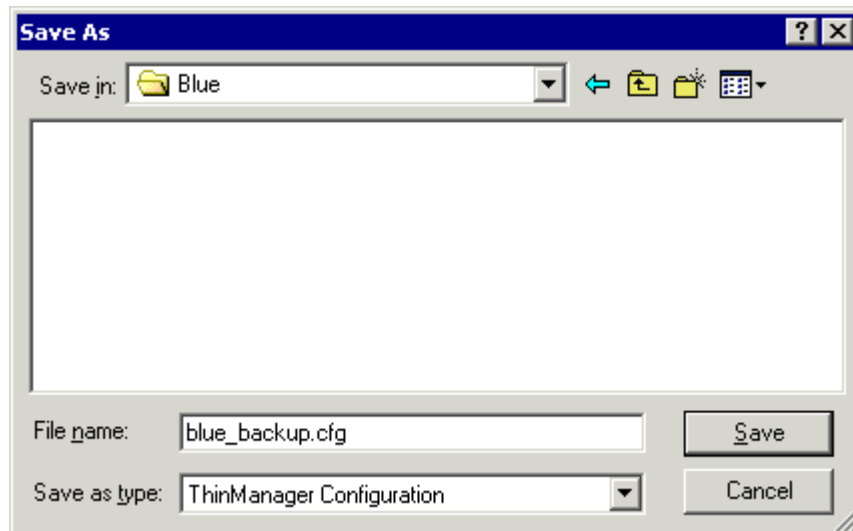 Save As
Save in: Blue
File name: blue_backup.cfg Save
Save as type: ThinManager Configuration Cancel